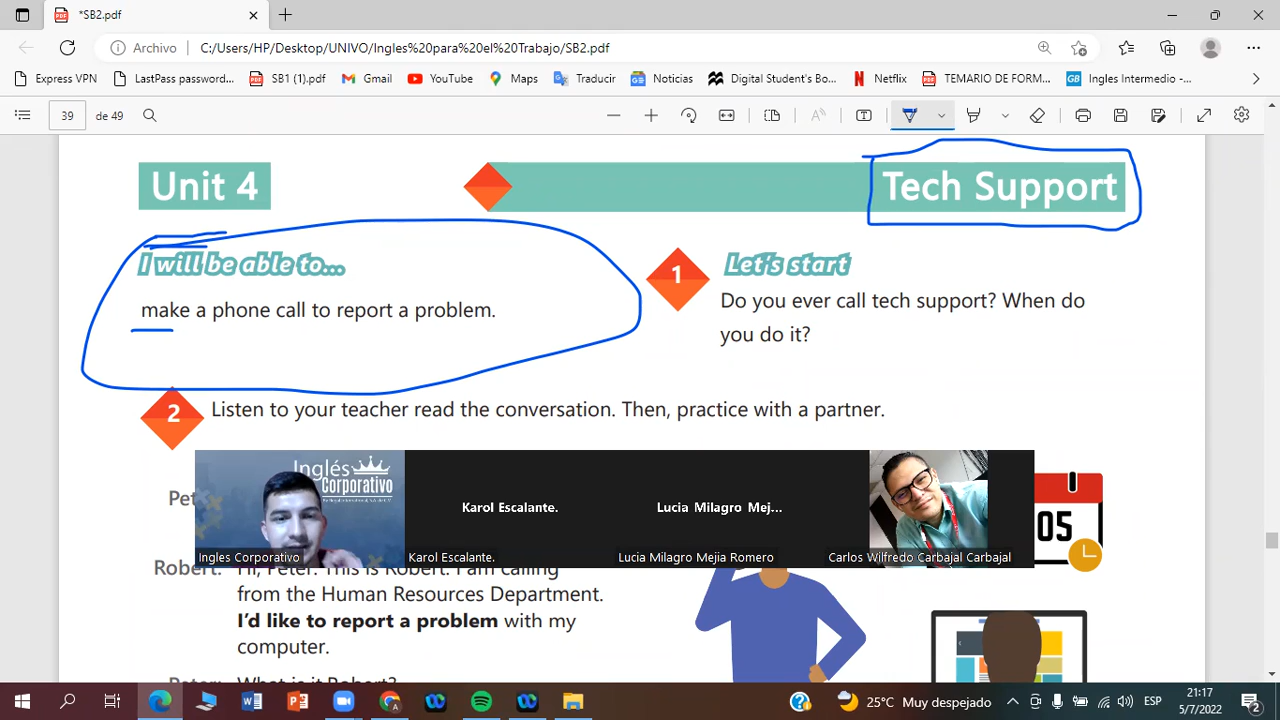 *SB2.pdf
Archivo C:/Users/HP/Desktop/UNIVO/Ingles%20para%20el%20Trabajo/SB2.pdf
Express VPN LastPass password... SB1 (1).pdf Gmail YouTube Maps Traducir Noticias Digital Student's Bo... Netflix TEMARIO DE FORM... Ingles Intermedio -...
39 de 49
Unit 4 Tech Support
I will be able to...
make a phone call to report a problem.
1 Let's start
Do you ever call tech support? When do
you do it?
2 Listen to your teacher read the conversation. Then, practice with a partner.
Inglés
Corporativo
Ingles Corporativo
Karol Escalante.
Karol Escalante.
Lucia Milagro Mej...
Lucia Milagro Mejia Romero
Carlos Wilfredo Carbajal Carbajal
05
Robert: Hi, Peter. This is Robert. I am calling
from the Human Resources Department.
I'd like to report a problem with my
computer.
Peter: What is it Robert?
25°C Muy despejado ESP 21:17
5/7/2022 2